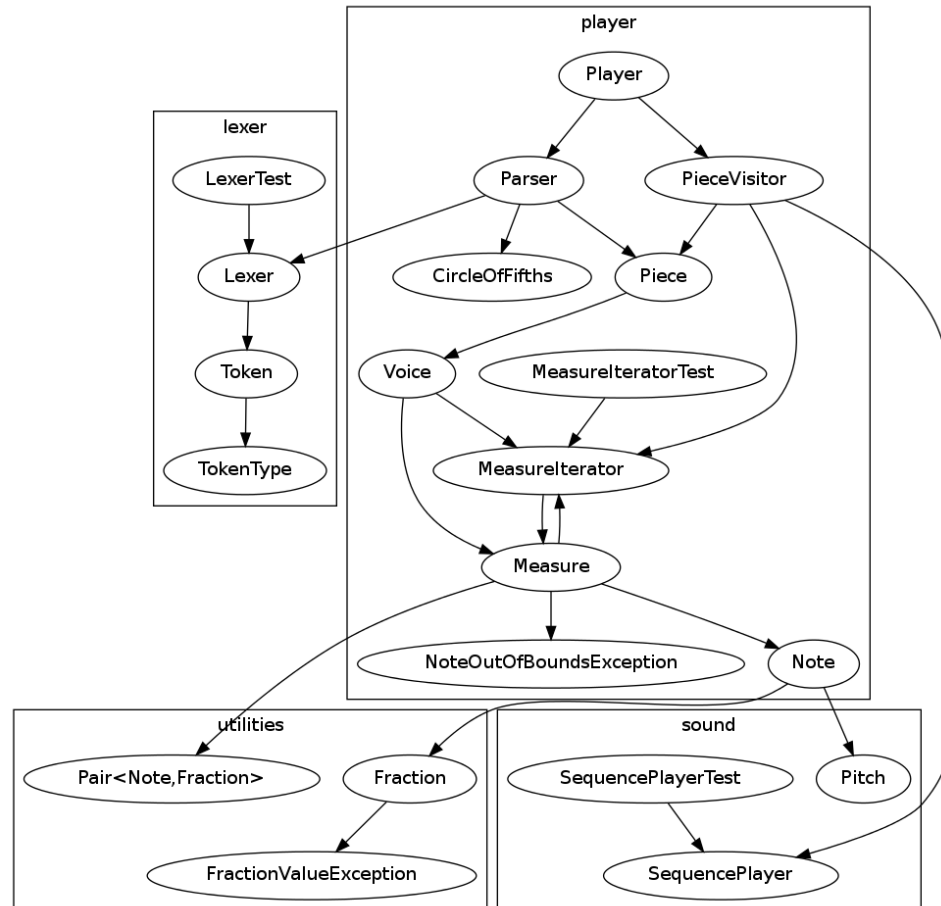 player
Player
lexer
LexerTest
Parser
PieceVisitor
Lexer
CircleOfFifths
Piece
Token
Voice
MeasureIteratorTest
TokenType
MeasureIterator
Measure
NoteOutOfBoundsException
Note
utilities
sound
Pair<Note,Fraction>
Fraction
SequencePlayerTest
Pitch
FractionValueException
SequencePlayer